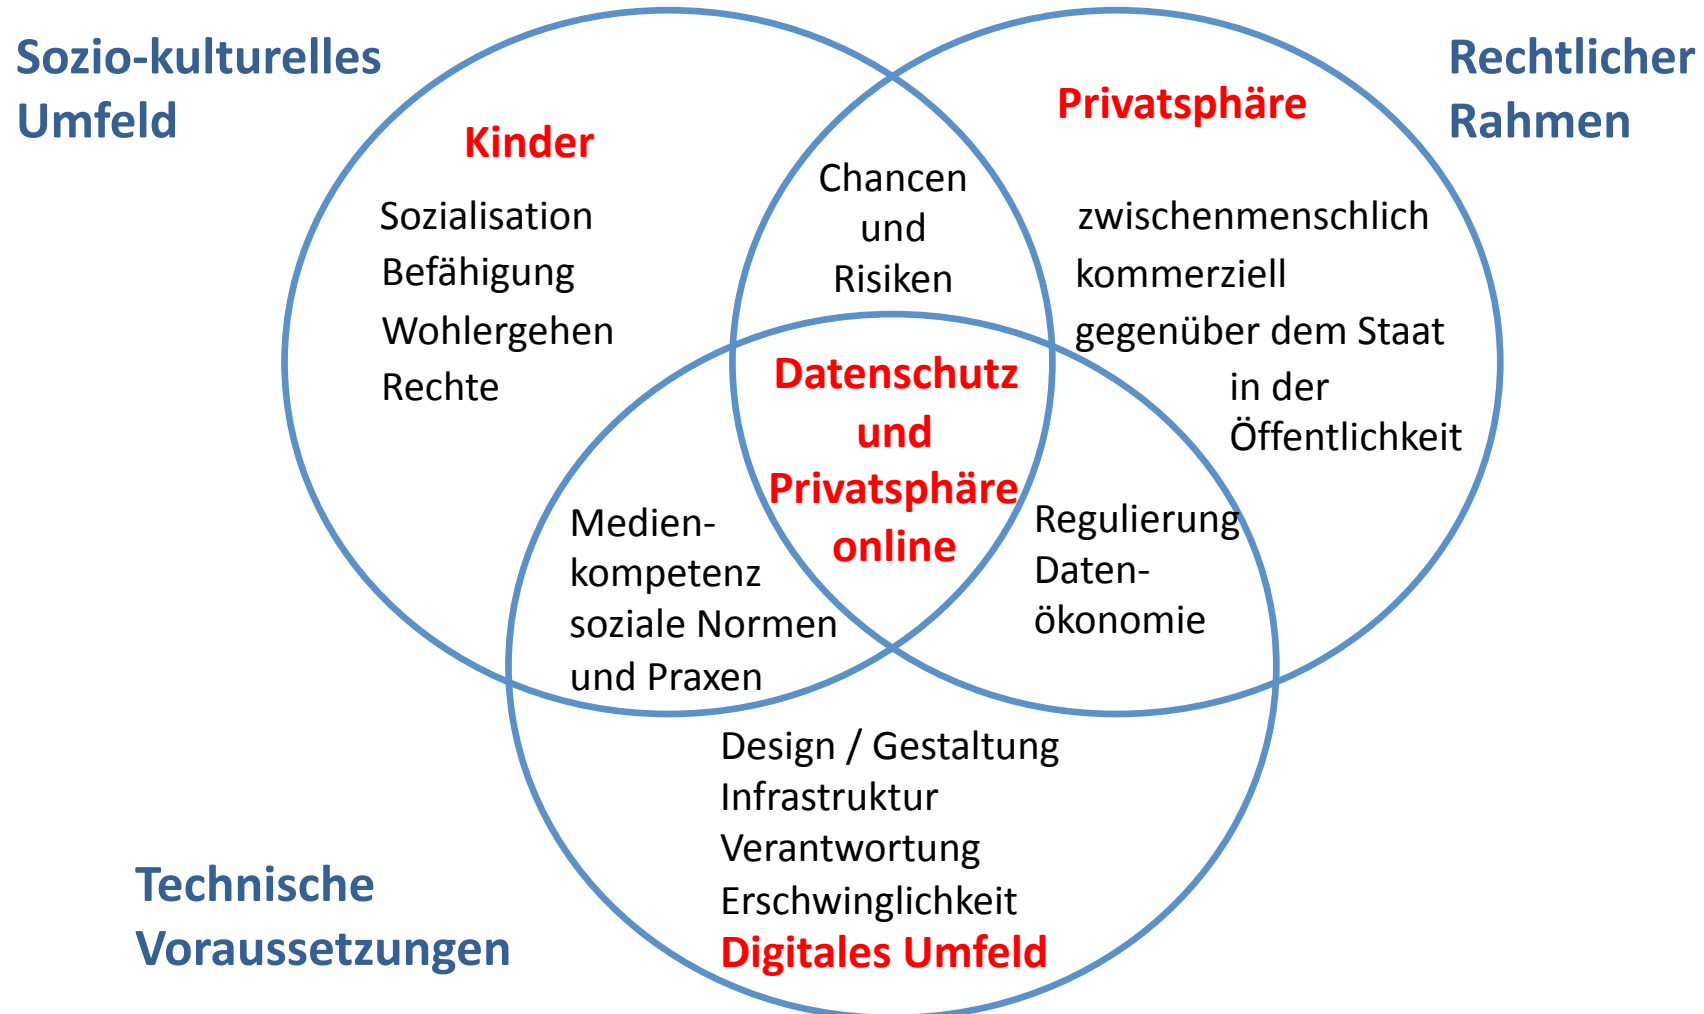 Sozio-kulturelles
Umfeld
Rechtlicher
Rahmen
Kinder
Sozialisation
Befähigung
Wohlergehen
Rechte
Chancen
und
Risiken
Privatsphäre
zwischenmenschlich
kommerziell
gegenüber dem Staat
in der
Öffentlichkeit
Datenschutz
und
Privatsphäre
online
Medien-
kompetenz
soziale Normen
und Praxen
Regulierung
Daten-
ökonomie
Design / Gestaltung
Infrastruktur
Verantwortung
Erschwinglichkeit
Digitales Umfeld
Technische
Voraussetzungen